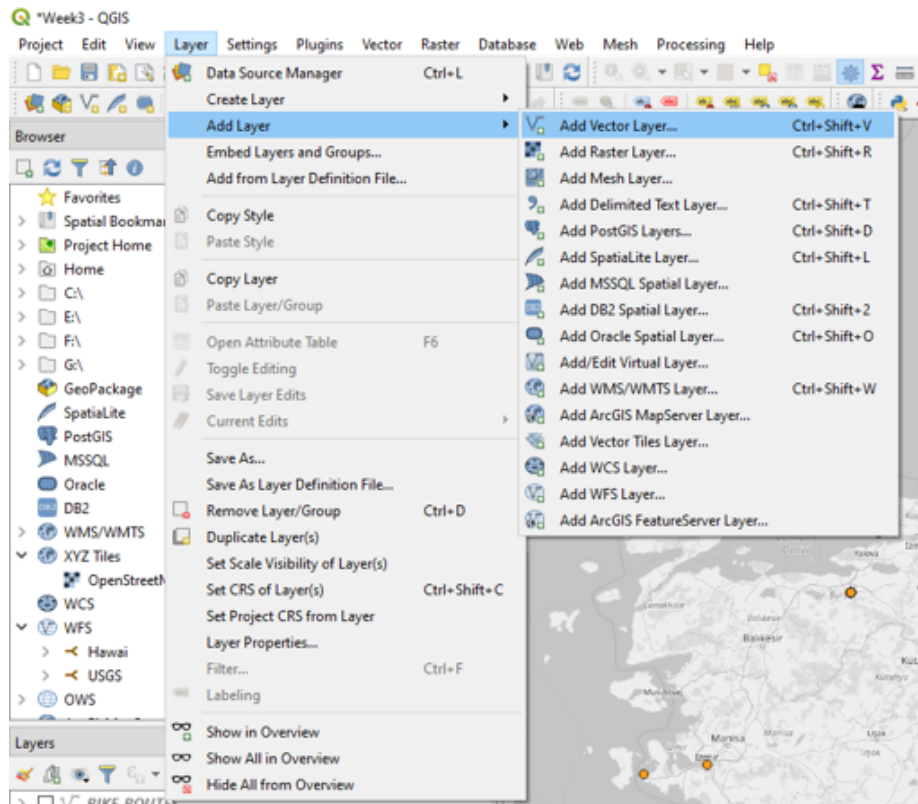 *Week3 - QGIS
Project Edit View Layer Settings Plugins Vector Raster Database Web Mesh Processing Help
Data Source Manager Ctrl+L
Create Layer
Add Layer
Embed Layers and Groups...
Add from Layer Definition File...
Copy Style
Paste Style
Copy Layer
Paste Layer/Group
Open Attribute Table F6
Toggle Editing
Save Layer Edits
Current Edits
Save As...
Save As Layer Definition File...
Remove Layer/Group Ctrl+D
Duplicate Layer(s)
Set Scale Visibility of Layer(s)
Set CRS of Layer(s) Ctrl+Shift+C
Set Project CRS from Layer
Layer Properties...
Filter... Ctrl+F
Labeling
Show in Overview
Show All in Overview
Hide All from Overview
Add Vector Layer... Ctrl+Shift+V
Add Raster Layer... Ctrl+Shift+R
Add Mesh Layer...
Add Delimited Text Layer... Ctrl+Shift+T
Add PostGIS Layers... Ctrl+Shift+D
Add SpatiaLite Layer... Ctrl+Shift+L
Add MSSQL Spatial Layer...
Add DB2 Spatial Layer... Ctrl+Shift+2
Add Oracle Spatial Layer... Ctrl+Shift+O
Add/Edit Virtual Layer...
Add WMS/WMTS Layer... Ctrl+Shift+W
Add ArcGIS MapServer Layer...
Add Vector Tiles Layer...
Add WCS Layer...
Add WFS Layer...
Add ArcGIS FeatureServer Layer...
Browser
Favorites
Spatial Bookmar
Project Home
Home
C:\
E:\
F:\
G:\
GeoPackage
SpatiaLite
PostGIS
MSSQL
Oracle
DB2
WMS/WMTS
XYZ Tiles
OpenStreetM
WCS
WFS
Hawai
USGS
OWS
Layers
BIKE ROUTES
Yalova
Balıkesir
Balıkesir
Manisa
Manisa
Uşak
Uşak
İzmir
Kütahya